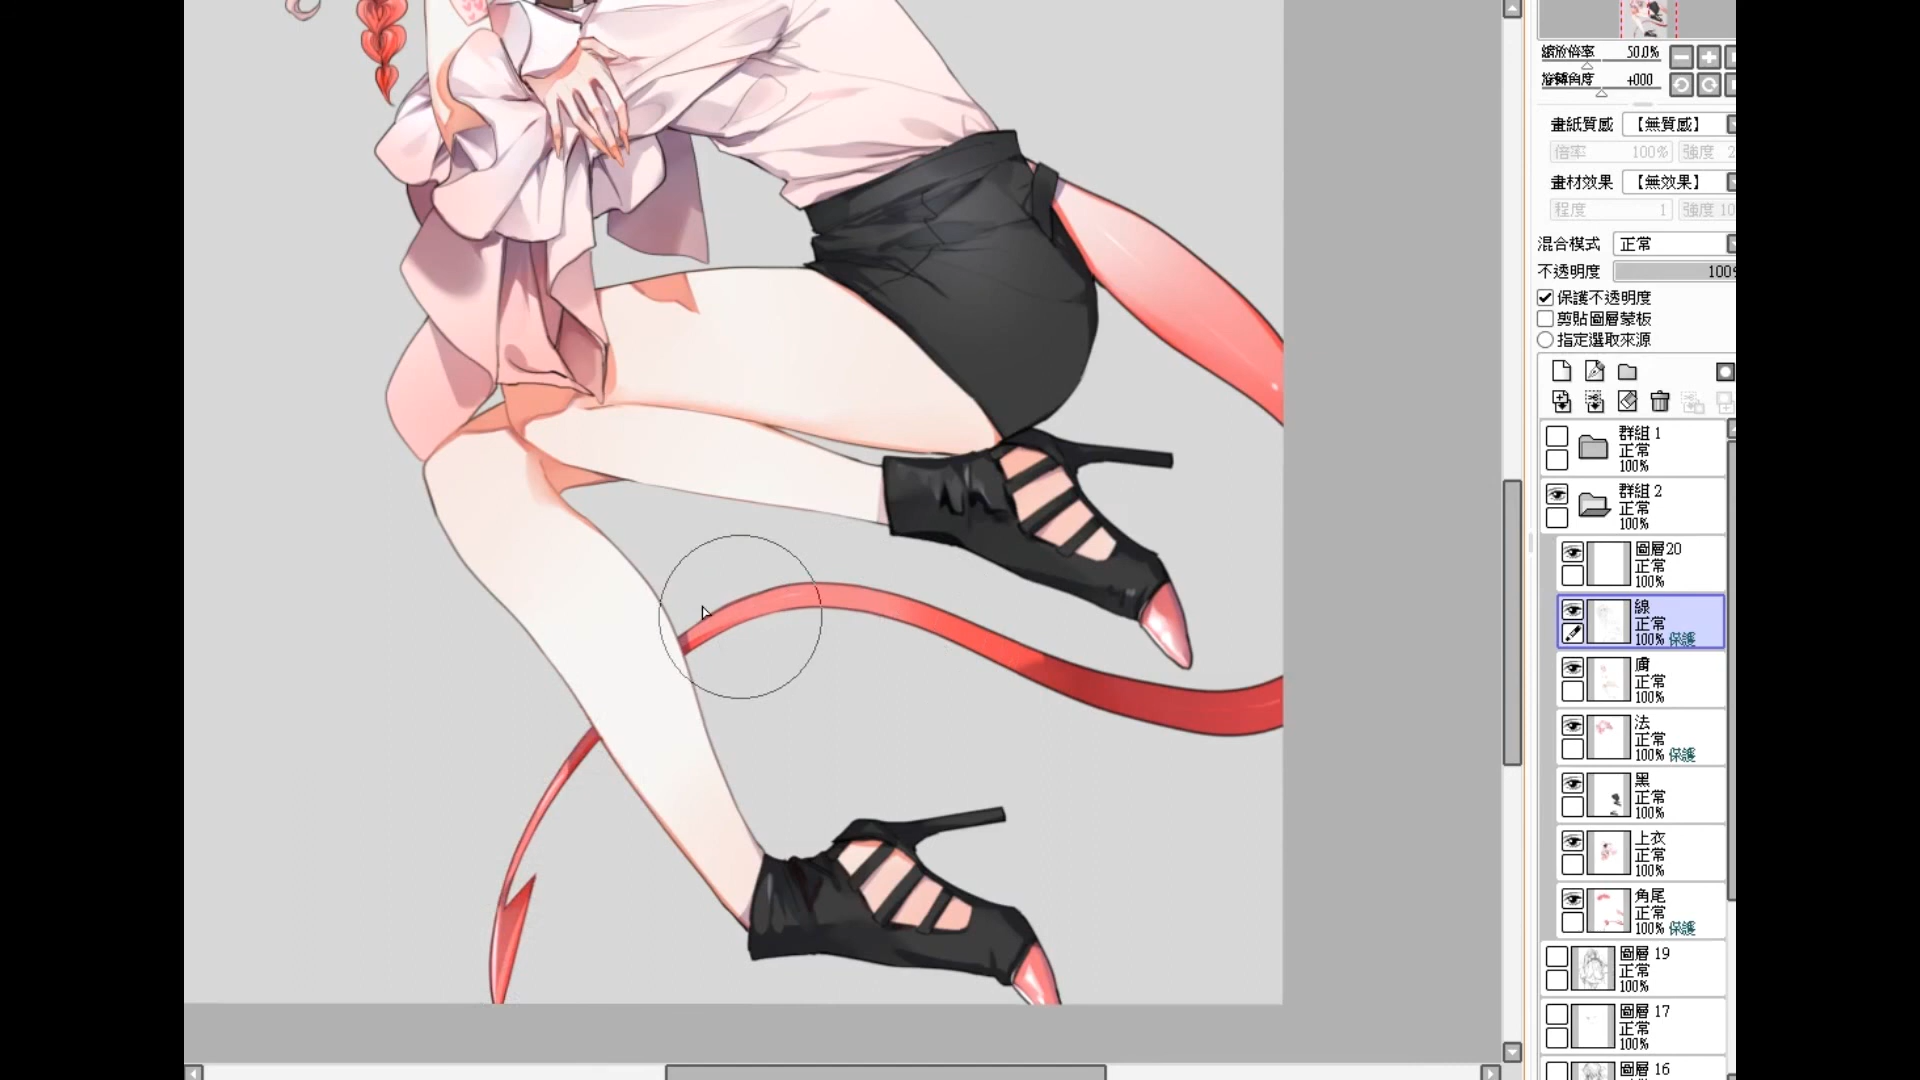 縮放倍率 50.0%
旋轉角度 +000
畫紙質感 【無質感】
倍率 100% 強度 2
畫材效果 【無效果】
程度 1 強度 10
混合模式 正常
不透明度 100%
保護不透明度
剪貼圖層蒙板
指定選取來源
群組 1
正常
100%
群組 2
正常
100%
圖層20
正常
100%
線
正常
100% 保護
膚
正常
100%
法
正常
100% 保護
黑
正常
100%
上衣
正常
100%
角尾
正常
100% 保護
圖層 19
正常
100%
圖層 17
正常
100%
圖層 16